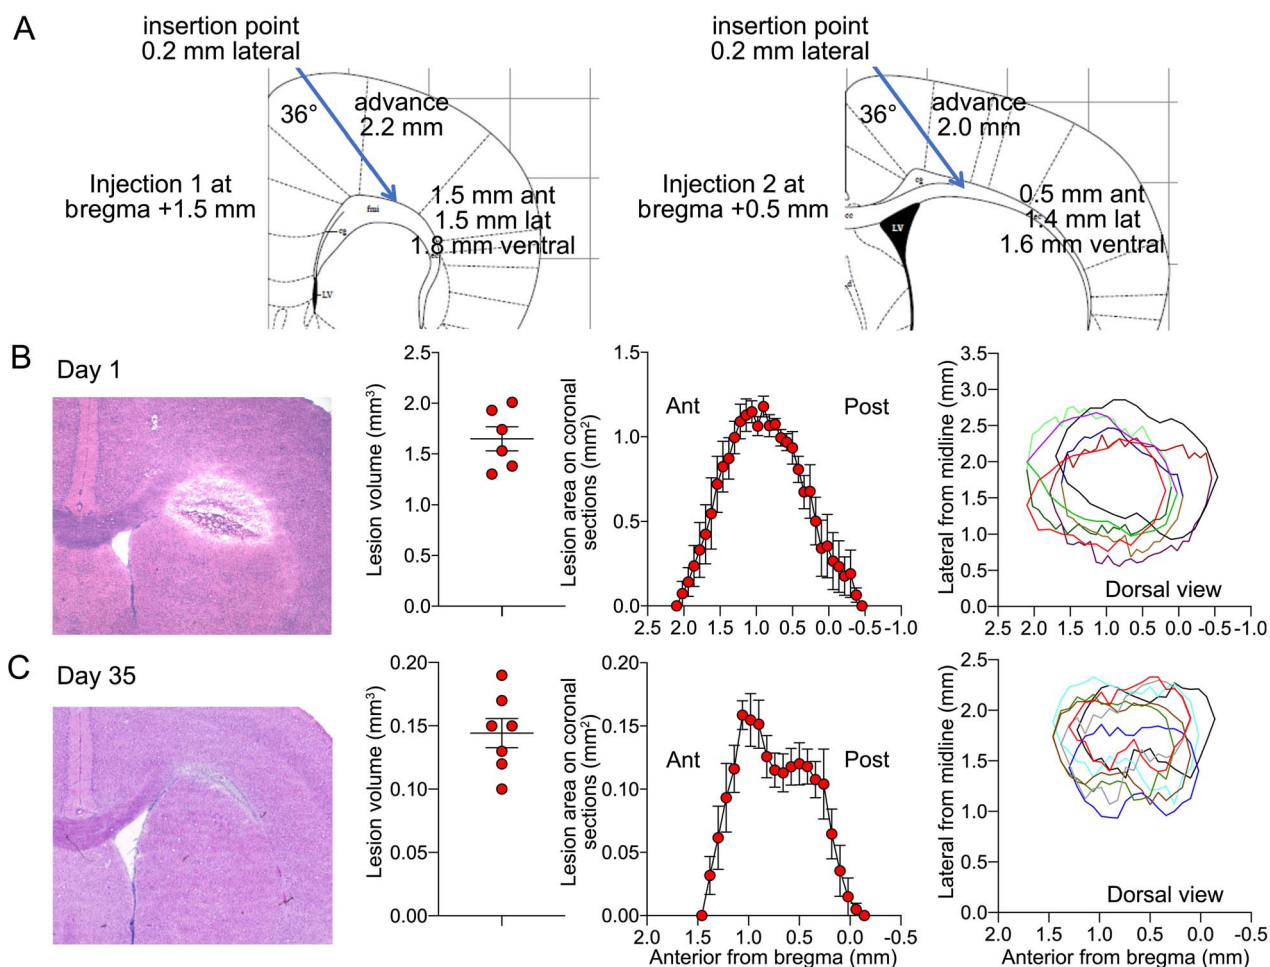 A
insertion point
0.2 mm lateral
36°
advance
2.2 mm
Injection 1 at
bregma +1.5 mm
1.5 mm ant
1.5 mm lat
1.8 mm ventral
fmi
cg
LV
insertion point
0.2 mm lateral
36°
advance
2.0 mm
Injection 2 at
bregma +0.5 mm
0.5 mm ant
1.4 mm lat
1.6 mm ventral
cg
cc
LV
B
Day 1
Lesion volume (mm³)
2.5
2.0
1.5
1.0
0.5
0.0
Lesion area on coronal
sections (mm²)
1.5
1.0
0.5
0.0
Ant
Post
2.5 2.0 1.5 1.0 0.5 0.0 -0.5 -1.0
Lateral from midline (mm)
3.5
3.0
2.5
2.0
1.5
1.0
0.5
0.0
Dorsal view
2.5 2.0 1.5 1.0 0.5 0.0 -0.5 -1.0
C
Day 35
Lesion volume (mm³)
0.20
0.15
0.10
0.05
0.00
Lesion area on coronal
sections (mm²)
0.20
0.15
0.10
0.05
0.00
Ant
Post
2.0 1.5 1.0 0.5 0.0 -0.5
Anterior from bregma (mm)
Lateral from midline (mm)
2.5
2.0
1.5
1.0
0.5
0.0
Dorsal view
2.0 1.5 1.0 0.5 0.0 -0.5
Anterior from bregma (mm)